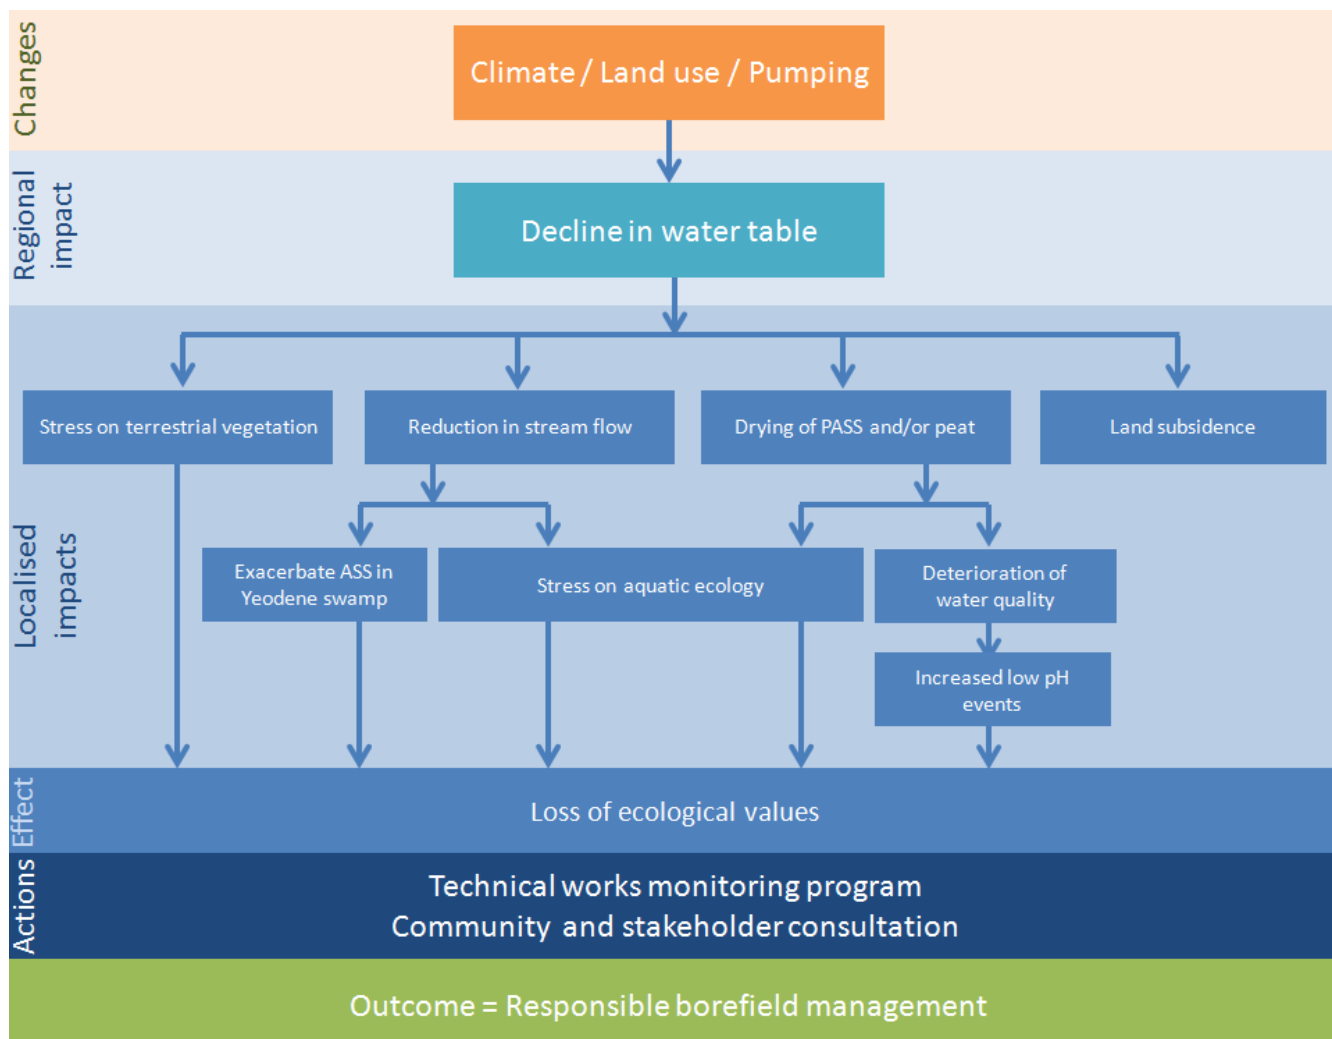 Changes
Climate / Land use / Pumping
Regional
impact
Decline in water table
Localised
impacts
Stress on terrestrial vegetation
Reduction in stream flow
Drying of PASS and/or peat
Land subsidence
Exacerbate ASS in
Yeodene swamp
Stress on aquatic ecology
Deterioration of
water quality
Increased low pH
events
Effect
Loss of ecological values
Actions
Technical works monitoring program
Community and stakeholder consultation
Outcome = Responsible borefield management